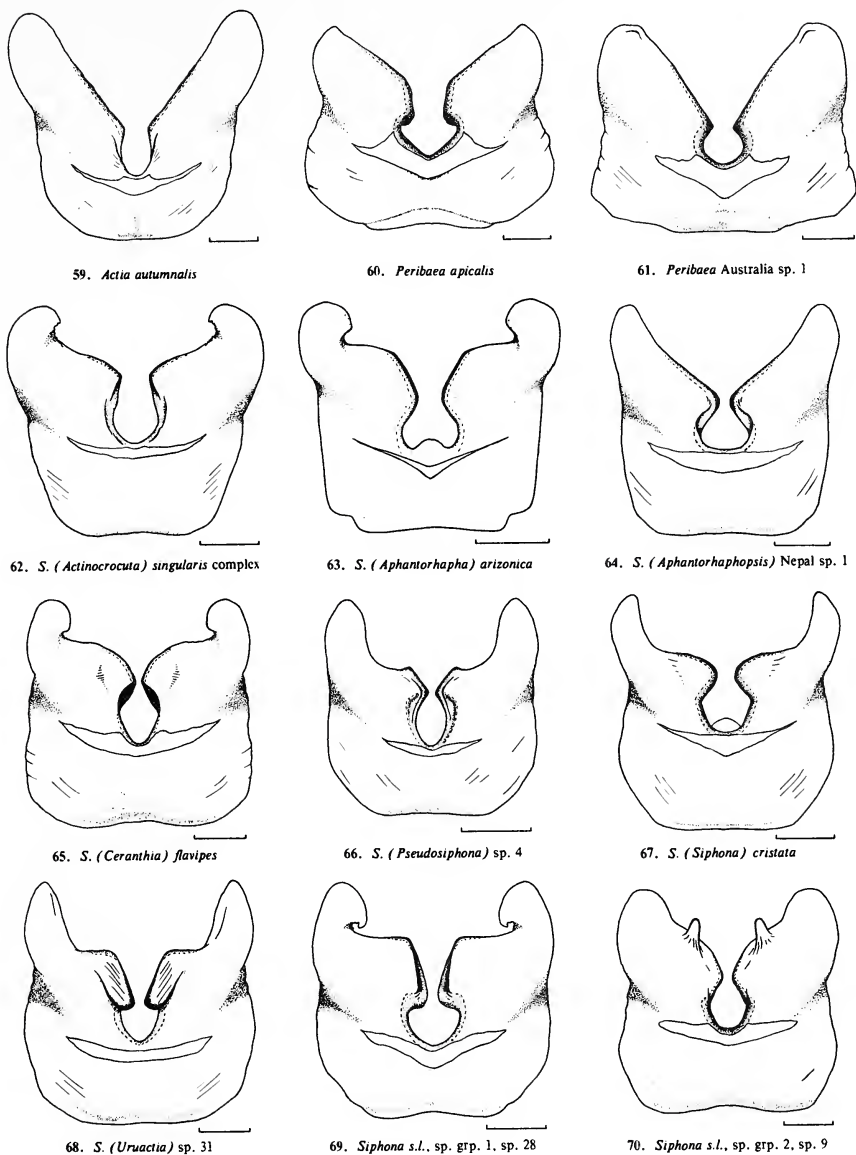 59. Actia autumnalis
60. Peribaea apicalis
61. Peribaea Australia sp. 1
62. S. (Actinocrocuta) singularis complex
63. S. (Aphantorhapha) arizonica
64. S. (Aphantorhaphopsis) Nepal sp. 1
65. S. (Ceranthia) flavipes
66. S. (Pseudosiphona) sp. 4
67. S. (Siphona) cristata
68. S. (Uruactia) sp. 31
69. Siphona s.l., sp. grp. 1, sp. 28
70. Siphona s.l., sp. grp. 2, sp. 9